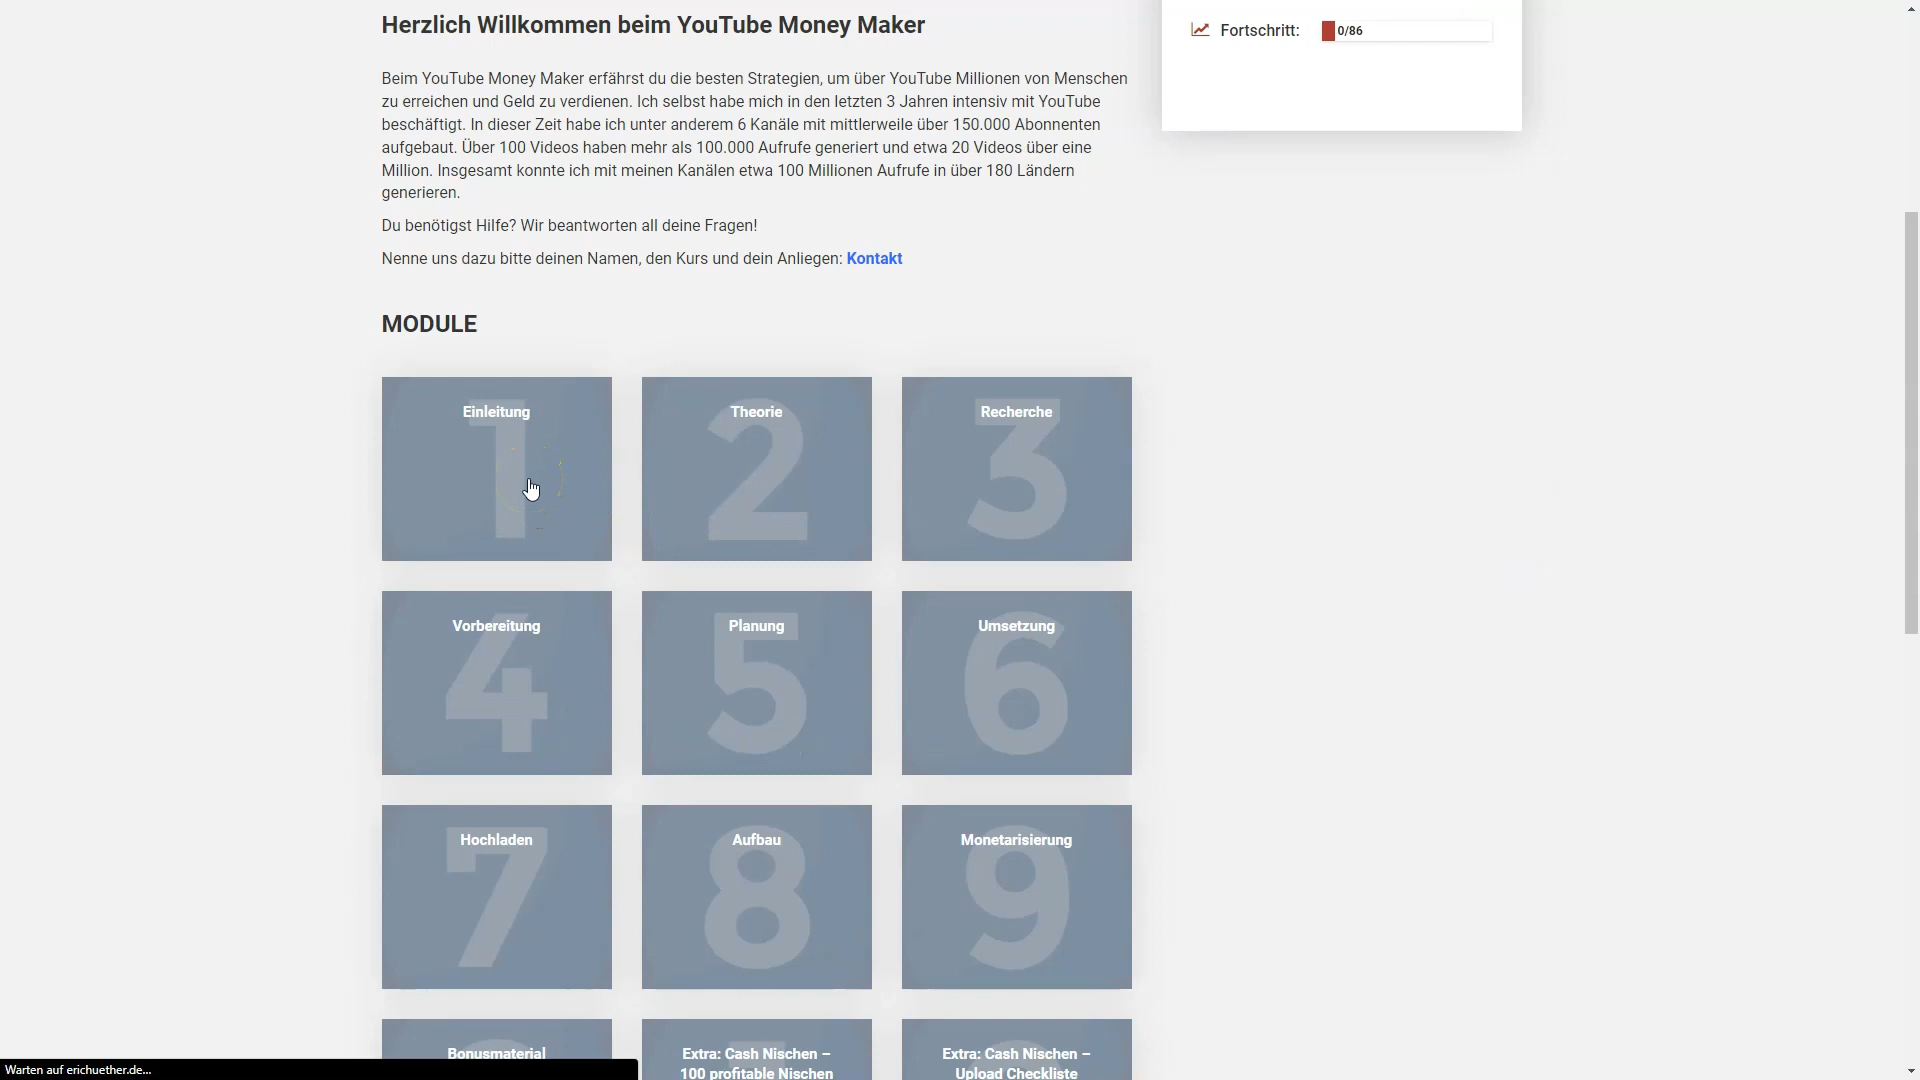 Herzlich Willkommen beim YouTube Money Maker
Fortschritt: 0/86
Beim YouTube Money Maker erfährst du die besten Strategien, um über YouTube Millionen von Menschen
zu erreichen und Geld zu verdienen. Ich selbst habe mich in den letzten 3 Jahren intensiv mit YouTube
beschäftigt. In dieser Zeit habe ich unter anderem 6 Kanäle mit mittlerweile über 150.000 Abonnenten
aufgebaut. Über 100 Videos haben mehr als 100.000 Aufrufe generiert und etwa 20 Videos über eine
Million. Insgesamt konnte ich mit meinen Kanälen etwa 100 Millionen Aufrufe in über 180 Ländern
generieren.
Du benötigst Hilfe? Wir beantworten all deine Fragen!
Nenne uns dazu bitte deinen Namen, den Kurs und dein Anliegen: Kontakt
MODULE
Einleitung
1
Theorie
2
Recherche
3
Vorbereitung
4
Planung
5
Umsetzung
6
Hochladen
7
Aufbau
8
Monetarisierung
9
Bonusmaterial
Extra: Cash Nischen –
100 profitable Nischen
Extra: Cash Nischen –
Upload Checkliste
Warten auf erichuether.de...